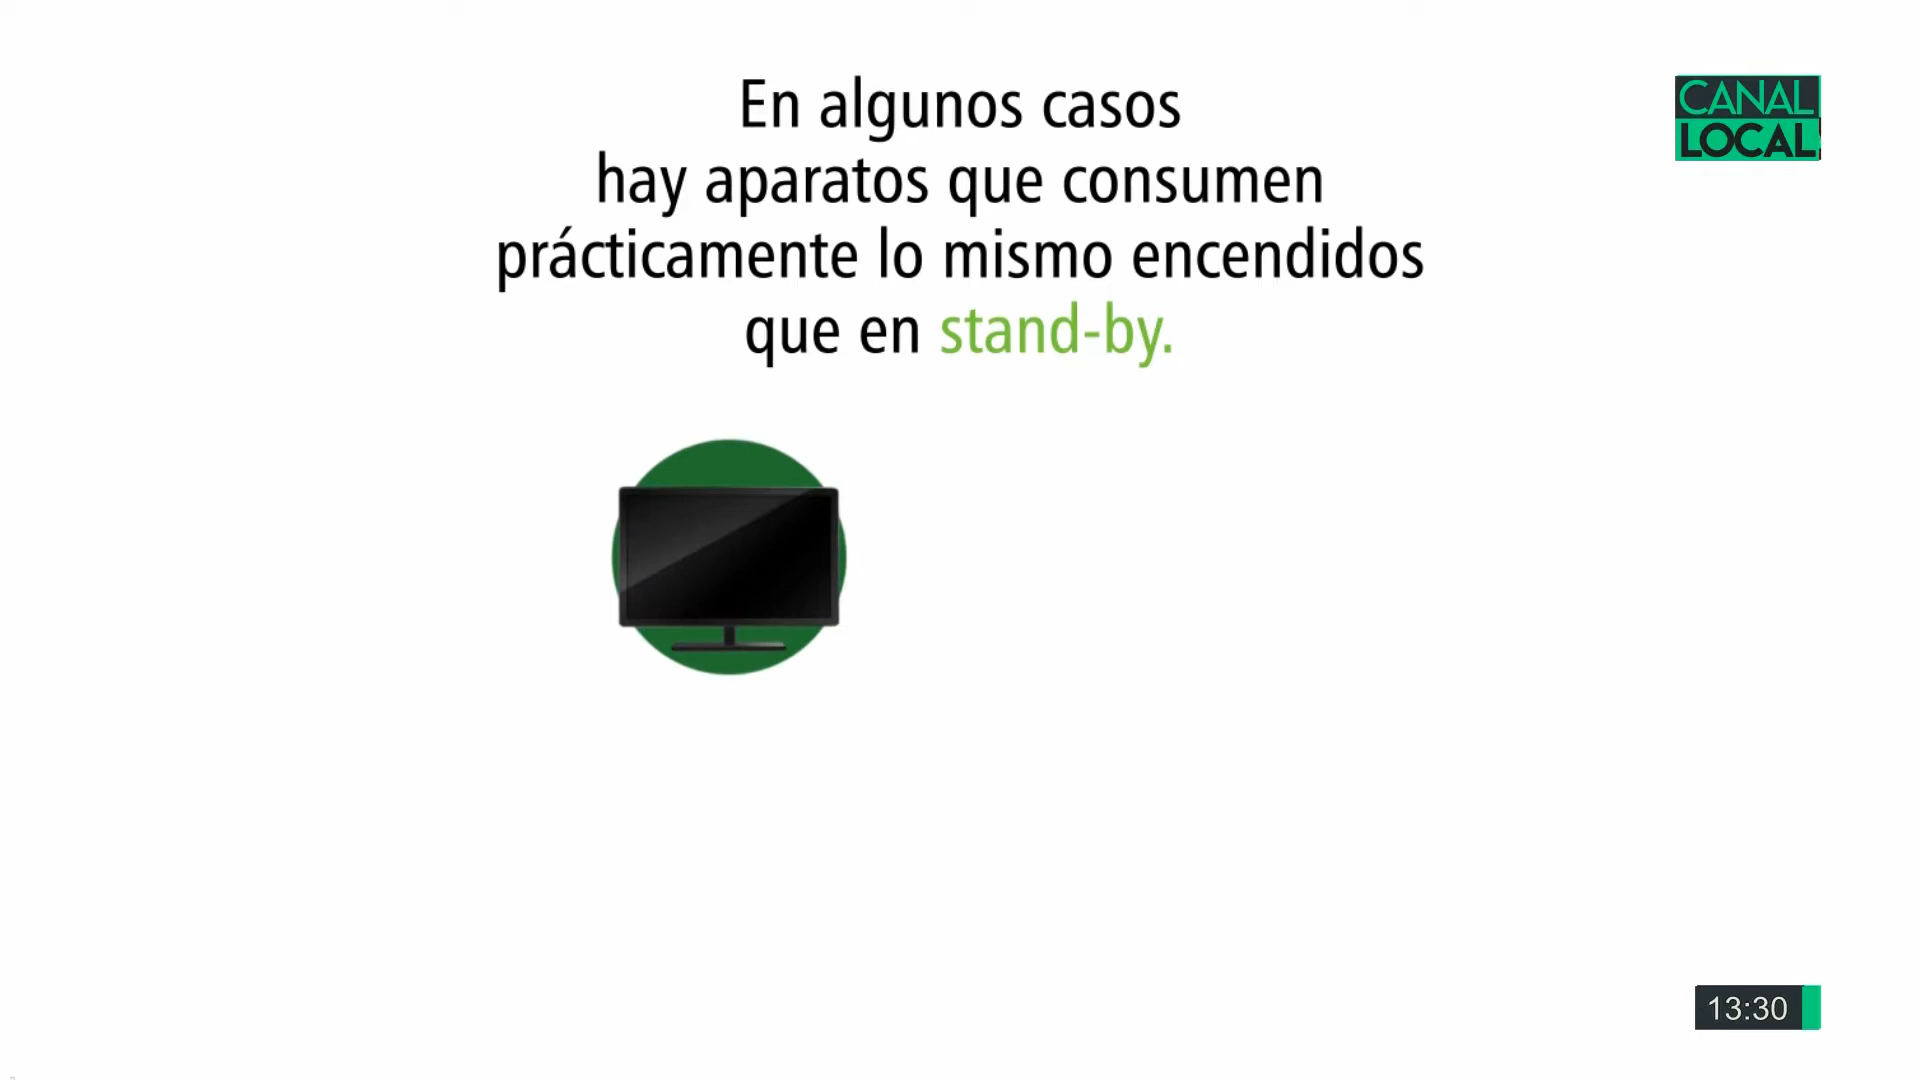 En algunos casos
hay aparatos que consumen
prácticamente lo mismo encendidos
que en stand-by.
CANAL
LOCAL
13:30